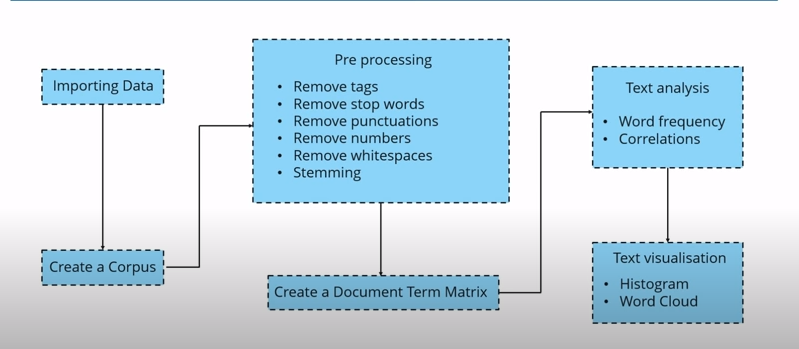 Importing Data
Create a Corpus
Pre processing
• Remove tags
• Remove stop words
• Remove punctuations
• Remove numbers
• Remove whitespaces
• Stemming
Create a Document Term Matrix
Text analysis
• Word frequency
• Correlations
Text visualisation
• Histogram
• Word Cloud